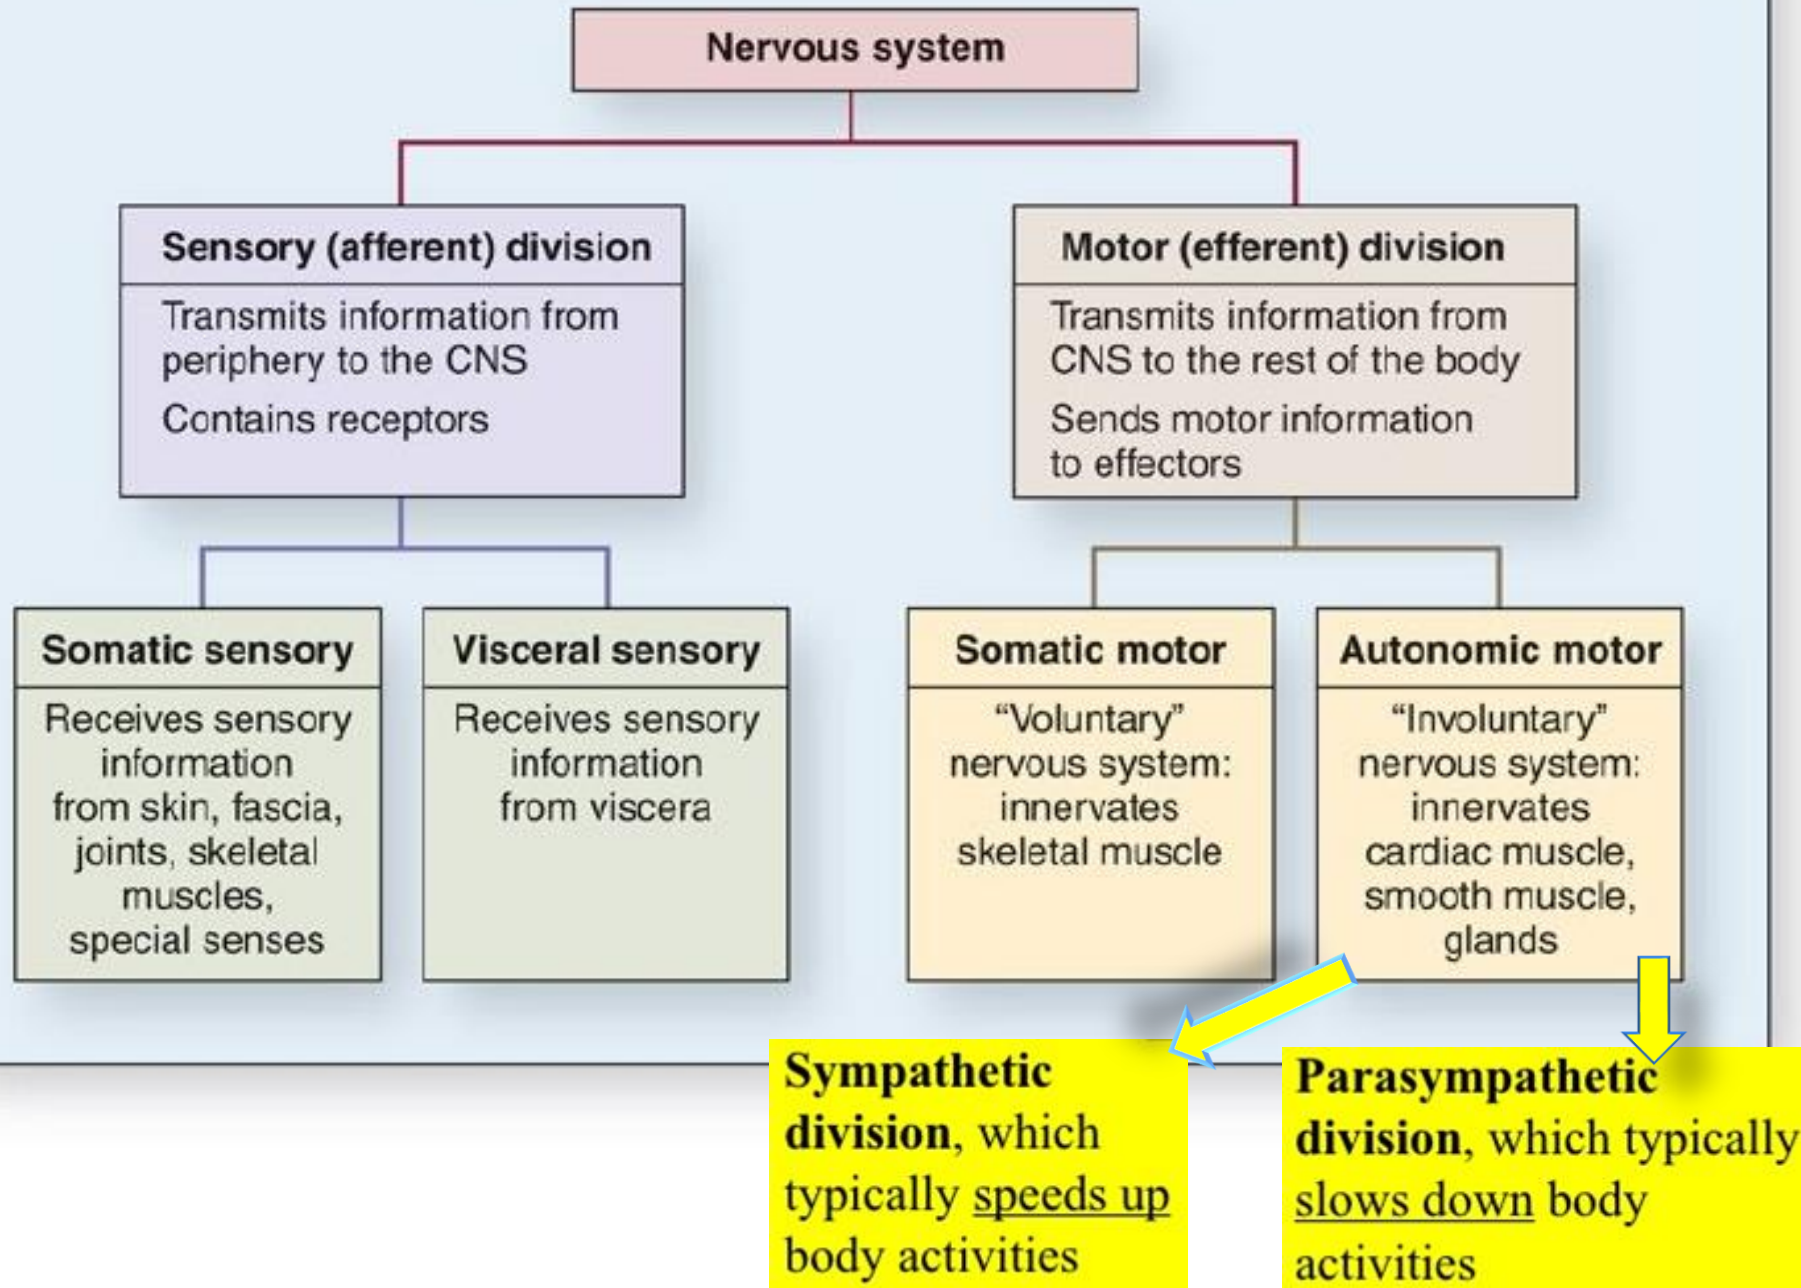 Nervous system
Sensory (afferent) division
Transmits information from
periphery to the CNS
Contains receptors
Motor (efferent) division
Transmits information from
CNS to the rest of the body
Sends motor information
to effectors
Somatic sensory
Receives sensory
information
from skin, fascia,
joints, skeletal
muscles,
special senses
Visceral sensory
Receives sensory
information
from viscera
Somatic motor
“Voluntary”
nervous system:
innervates
skeletal muscle
Autonomic motor
“Involuntary”
nervous system:
innervates
cardiac muscle,
smooth muscle,
glands
Sympathetic
division, which
typically speeds up
body activities
Parasympathetic
division, which typically
slows down body
activities